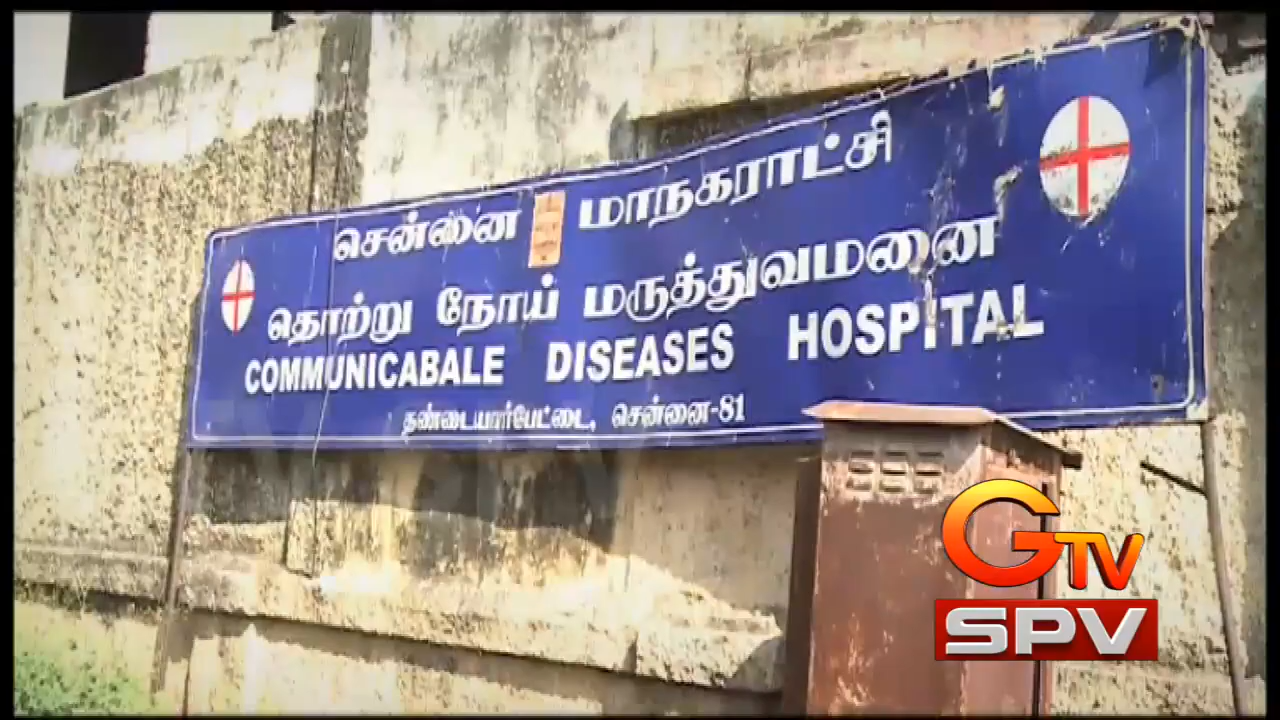 சென்னை மாநகராட்சி
தொற்று நோய் மருத்துவமனை
COMMUNICABALE DISEASES HOSPITAL
தண்டையார்பேட்டை, சென்னை-81
GTV
SPV